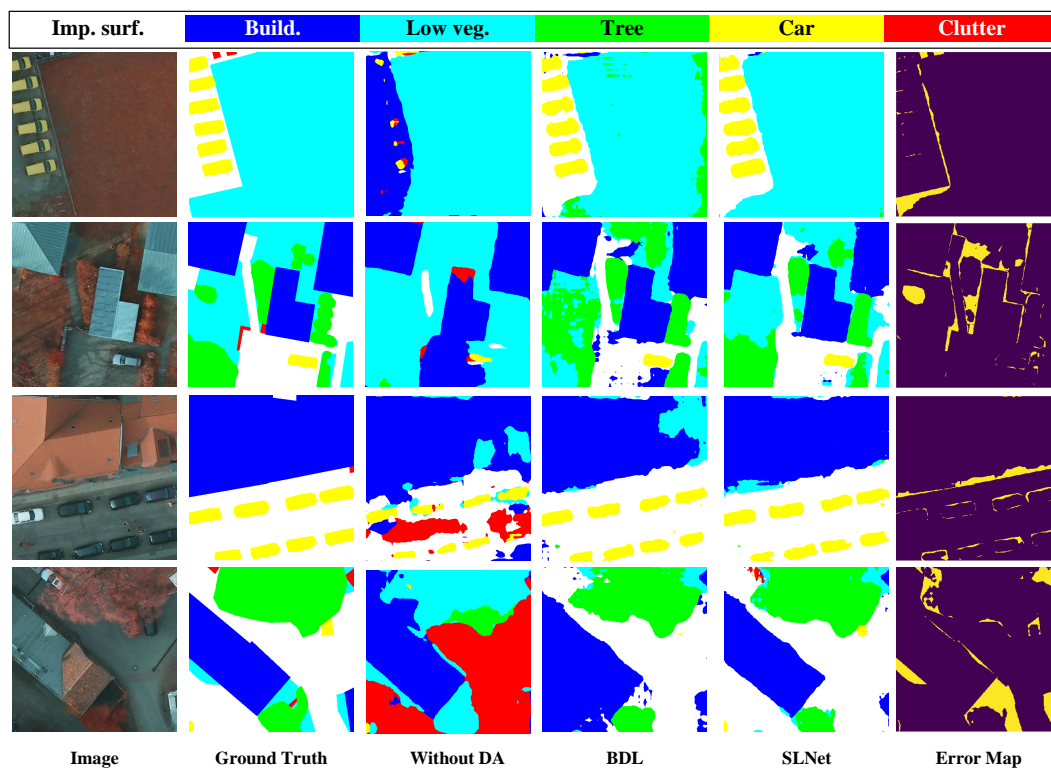 Imp. surf. Build. Low veg. Tree Car Clutter
Image Ground Truth Without DA BDL SLNet Error Map